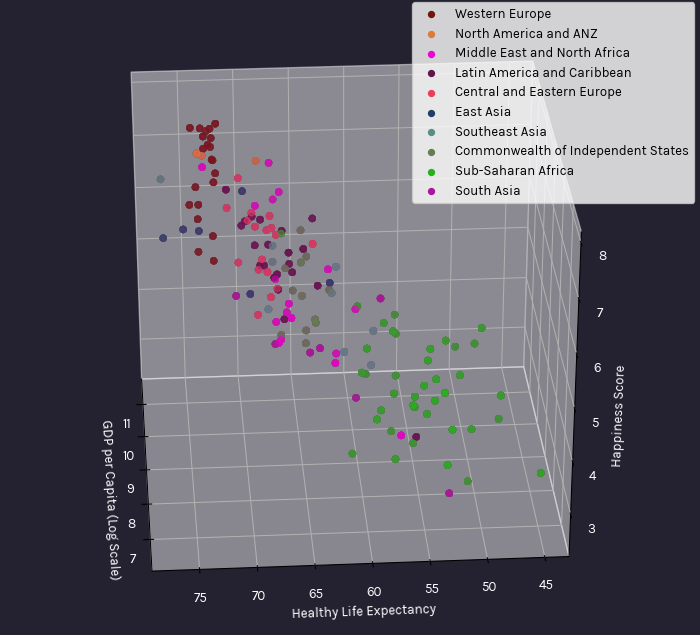 Western Europe
North America and ANZ
Middle East and North Africa
Latin America and Caribbean
Central and Eastern Europe
East Asia
Southeast Asia
Commonwealth of Independent States
Sub-Saharan Africa
South Asia
8
7
6
5
4
3
Happiness Score
11
10
9
8
7
GDP per Capita (Log Scale)
75
70
65
60
55
50
45
Healthy Life Expectancy